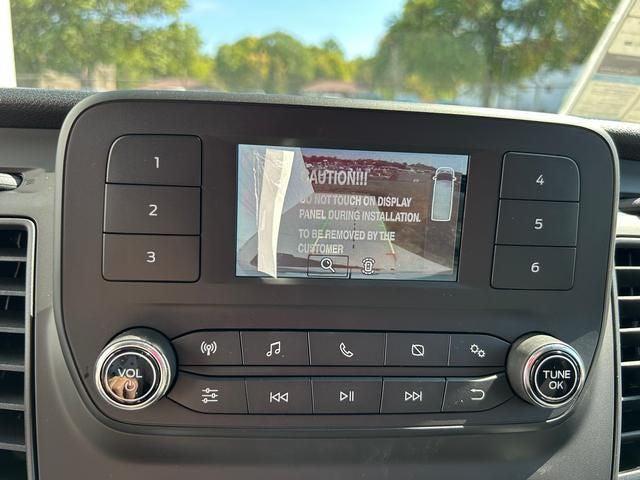 1
2
3
CAUTION!!!
DO NOT TOUCH ON DISPLAY
PANEL DURING INSTALLATION.
TO BE REMOVED BY THE
CUSTOMER
4
5
6
VOL
TUNE
OK